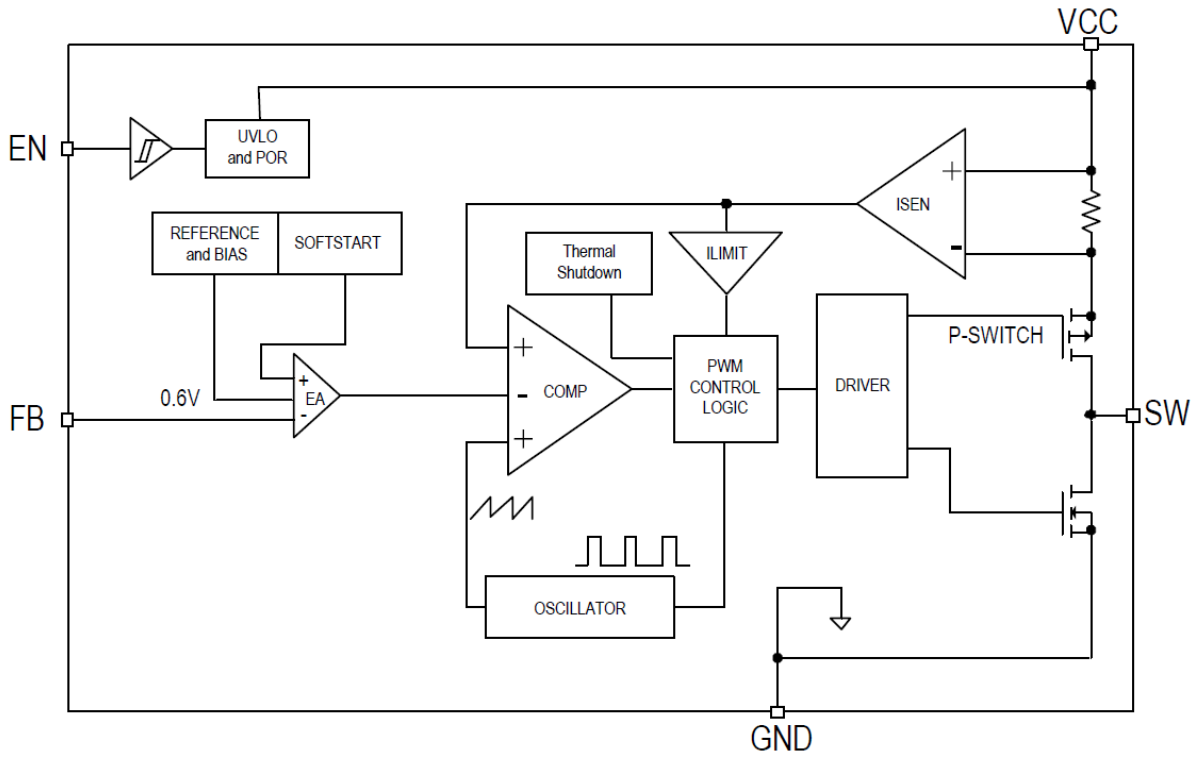 VCC
EN
UVLO
and POR
+
ISEN
-
REFERENCE
and BIAS
SOFTSTART
Thermal
Shutdown
ILIMIT
P-SWITCH
+
COMP
-
+
PWM
CONTROL
LOGIC
DRIVER
0.6V
+
EA
-
FB
SW
OSCILLATOR
GND